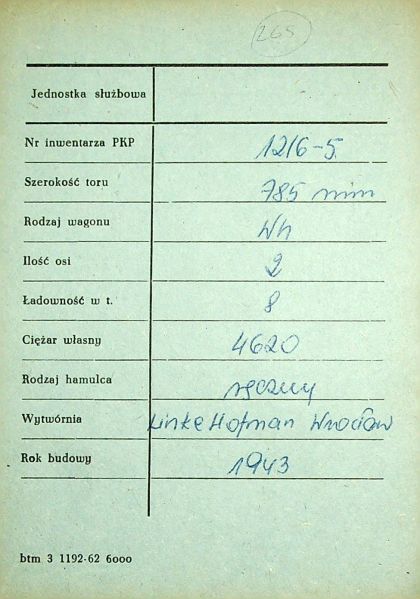 265
Jednostka służbowa
Nr inwentarza PKP 1216-5
Szerokość toru 785 mm
Rodzaj wagonu Wh
Ilość osi 2
Ładowność w t. 8
Ciężar własny 4620
Rodzaj hamulca ręczny
Wytwórnia Linke Hofman Wrocław
Rok budowy 1943
btm 3 1192-62 6000